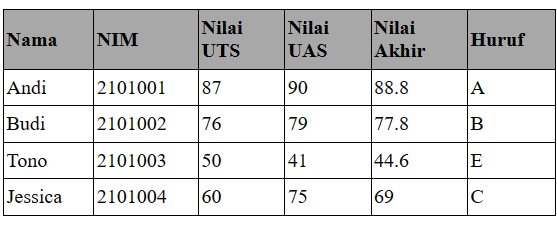 Nama NIM Nilai UTS Nilai UAS Nilai Akhir Huruf
Andi 2101001 87 90 88.8 A
Budi 2101002 76 79 77.8 B
Tono 2101003 50 41 44.6 E
Jessica 2101004 60 75 69 C